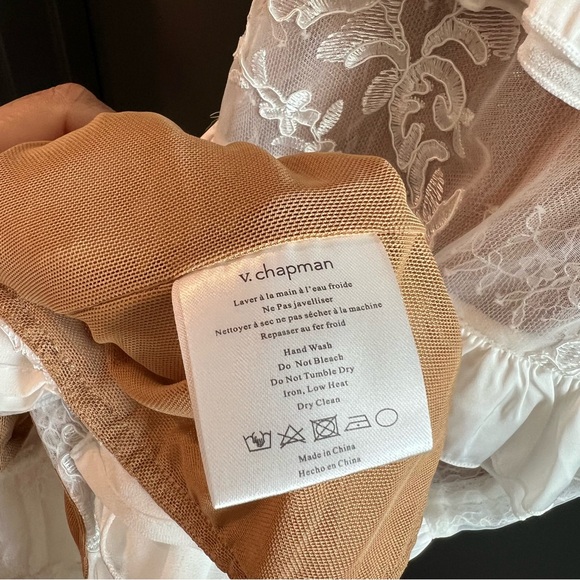 v. chapman
Laver à la main à l'eau froide
Ne Pas javelliser
Nettoyer à sec ne pas sécher à la machine
Repasser au fer froid
Hand Wash
Do Not Bleach
Do Not Tumble Dry
Iron, Low Heat
Dry Clean
Made in China
Hecho en China